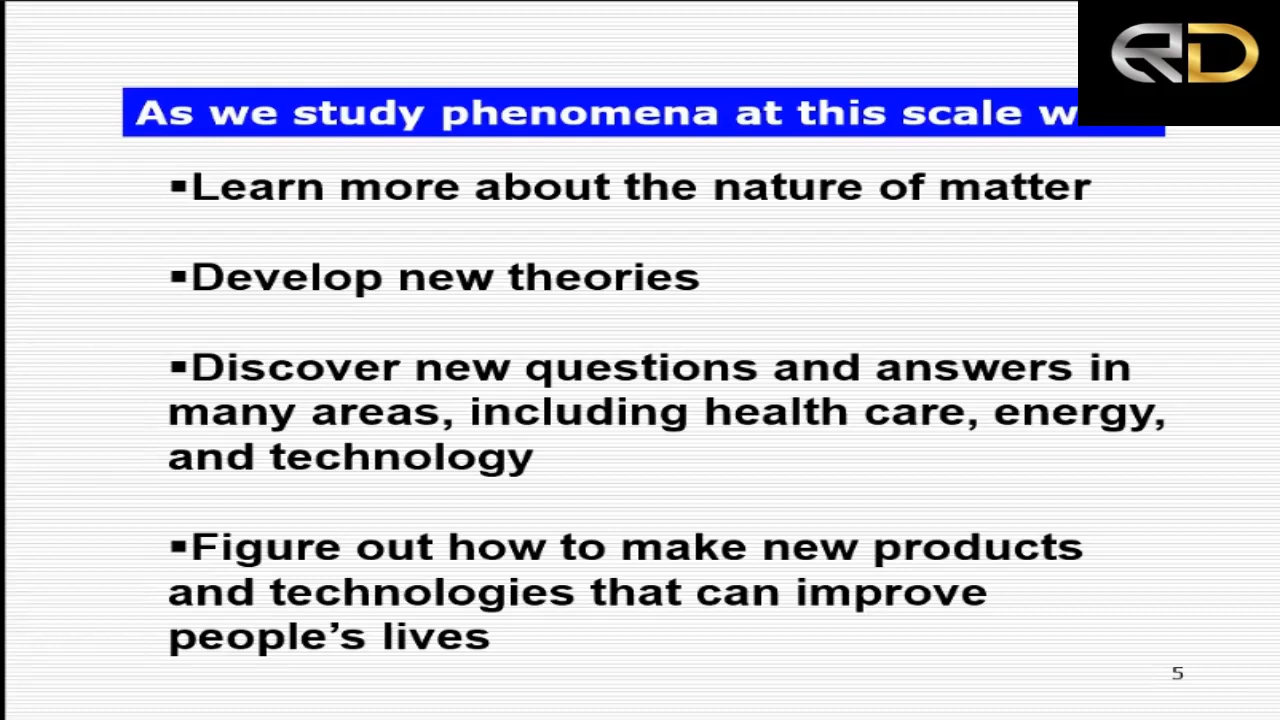 As we study phenomena at this scale
▪Learn more about the nature of matter
▪Develop new theories
▪Discover new questions and answers in
many areas, including health care, energy,
and technology
▪Figure out how to make new products
and technologies that can improve
people’s lives
5